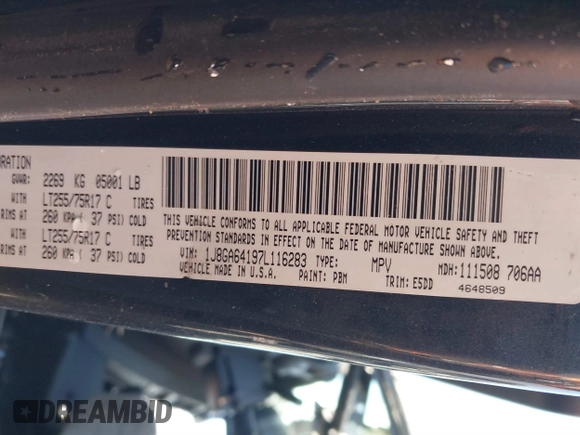 GVWR: 2269 KG 05001 LB
WITH LT255/75R17 C TIRES
RIMS AT 260 KPA ( 37 PSI) COLD
WITH LT255/75R17 C TIRES
RIMS AT 260 KPA ( 37 PSI) COLD
THIS VEHICLE CONFORMS TO ALL APPLICABLE FEDERAL MOTOR VEHICLE SAFETY AND THEFT
PREVENTION STANDARDS IN EFFECT ON THE DATE OF MANUFACTURE SHOWN ABOVE.
VIN: 1J8GA64197L116283 TYPE: MPV MDH: 111508 706AA
VEHICLE MADE IN U.S.A. PAINT: PBM TRIM: E5DD
4648509
DREAMBID